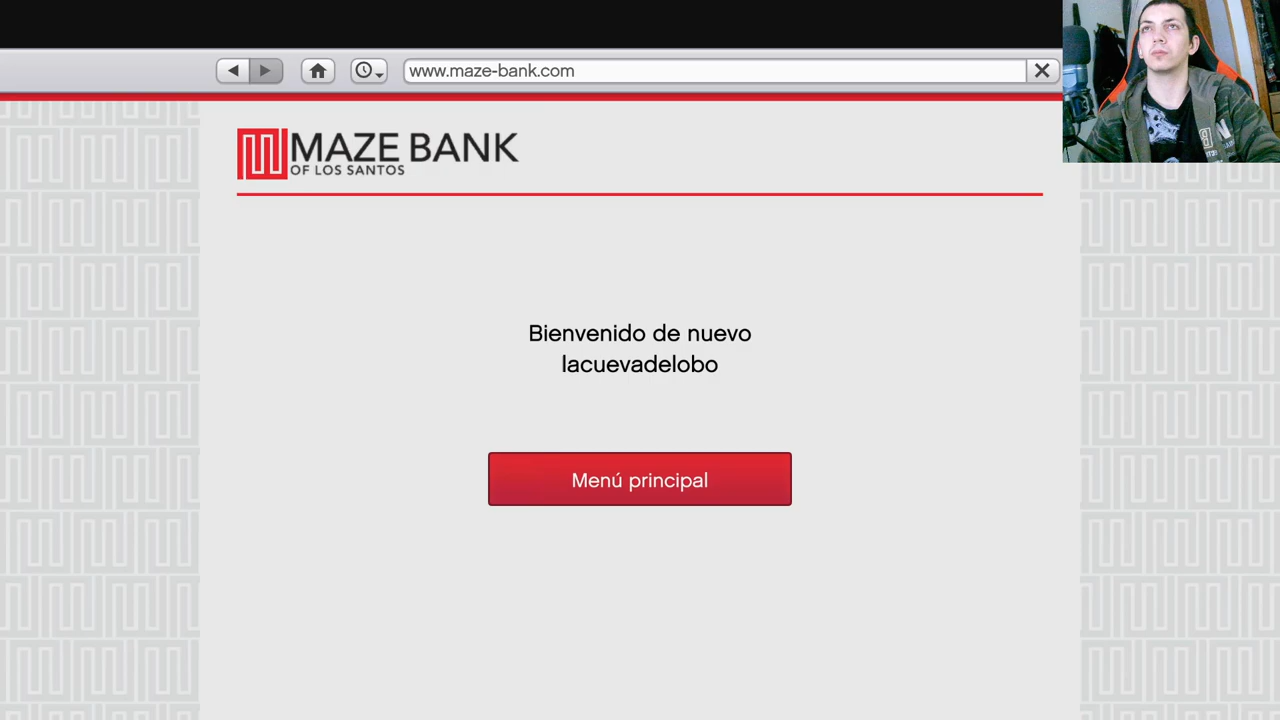 www.maze-bank.com
MAZE BANK
OF LOS SANTOS
Bienvenido de nuevo
lacuevadelobo
Menú principal